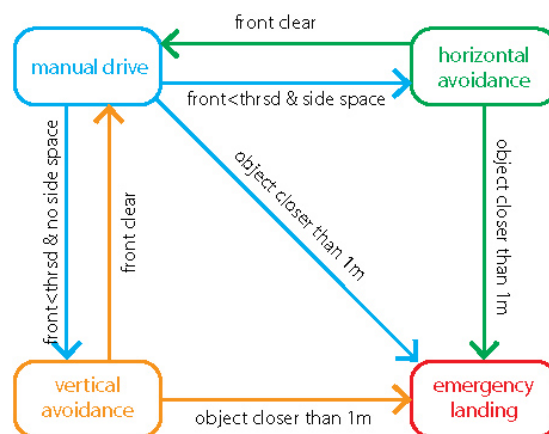 front clear
manual drive
horizontal
avoidance
front<thrsd & side space
object closer than 1m
front<thrsd & no side space
front clear
object closer than 1m
vertical
avoidance
emergency
landing
object closer than 1m